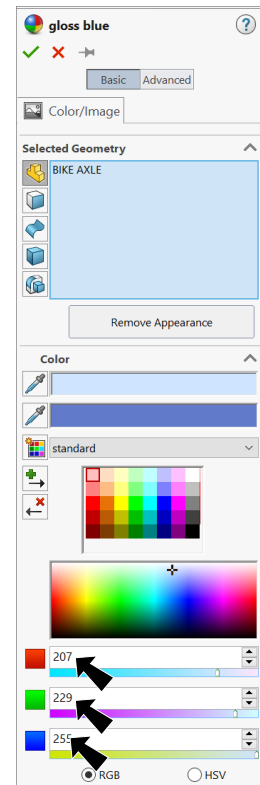 gloss blue
?
Basic Advanced
Color/Image
Selected Geometry
BIKE AXLE
Remove Appearance
Color
standard
207
229
255
RGB HSV